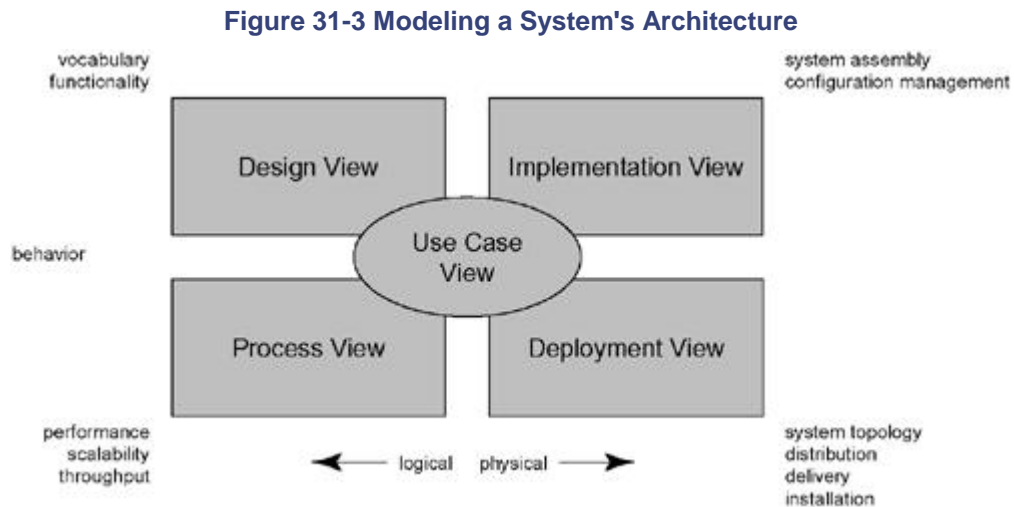 Figure 31-3 Modeling a System's Architecture
vocabulary
functionality
system assembly
configuration management
Design View
Implementation View
Use Case
View
behavior
Process View
Deployment View
performance
scalability
throughput
logical
physical
system topology
distribution
delivery
installation